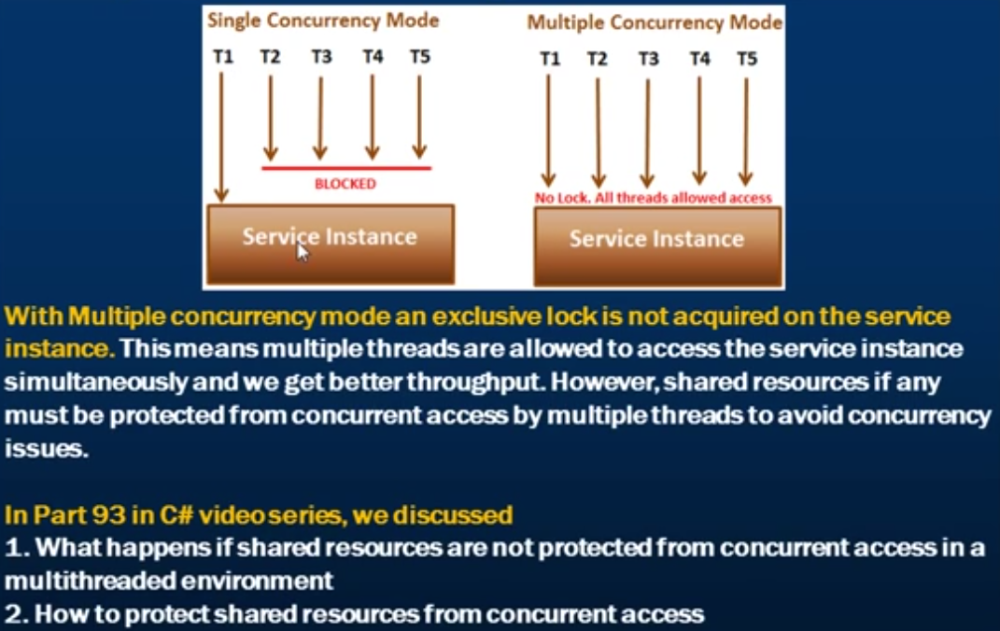 Single Concurrency Mode
T1 T2 T3 T4 T5
BLOCKED
Service Instance
Multiple Concurrency Mode
T1 T2 T3 T4 T5
No Lock. All threads allowed access
Service Instance
With Multiple concurrency mode an exclusive lock is not acquired on the service
instance. This means multiple threads are allowed to access the service instance
simultaneously and we get better throughput. However, shared resources if any
must be protected from concurrent access by multiple threads to avoid concurrency
issues.
In Part 93 in C# video series, we discussed
1. What happens if shared resources are not protected from concurrent access in a
multithreaded environment
2. How to protect shared resources from concurrent access